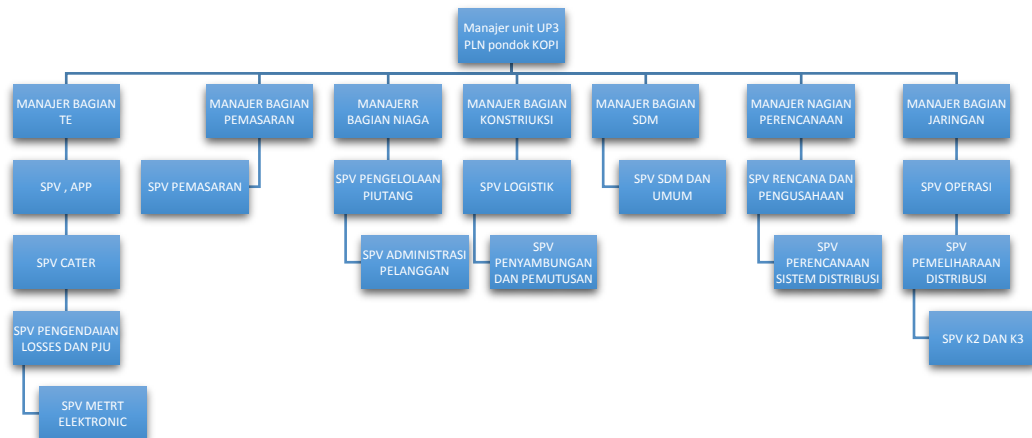 Manajer unit UP3
PLN pondok KOPI
MANAJER BAGIAN
TE
MANAJER BAGIAN
PEMASARAN
MANAJERR
BAGIAN NIAGA
MANAJER BAGIAN
KONSTRIUKSI
MANAJER BAGIAN
SDM
MANAJER NAGIAN
PERENCANAAN
MANAJER BAGIAN
JARINGAN
SPV , APP
SPV PEMASARAN
SPV PENGELOLAAN
PIUTANG
SPV LOGISTIK
SPV SDM DAN
UMUM
SPV RENCANA DAN
PENGUSAHAAN
SPV OPERASI
SPV CATER
SPV ADMINISTRASI
PELANGGAN
SPV
PENYAMBUNGAN
DAN PEMUTUSAN
SPV
PERENCANAAN
SISTEM DISTRIBUSI
SPV
PEMELIHARAAN
DISTRIBUSI
SPV PENGENDAIAN
LOSSES DAN PJU
SPV K2 DAN K3
SPV METRT
ELEKTRONIC